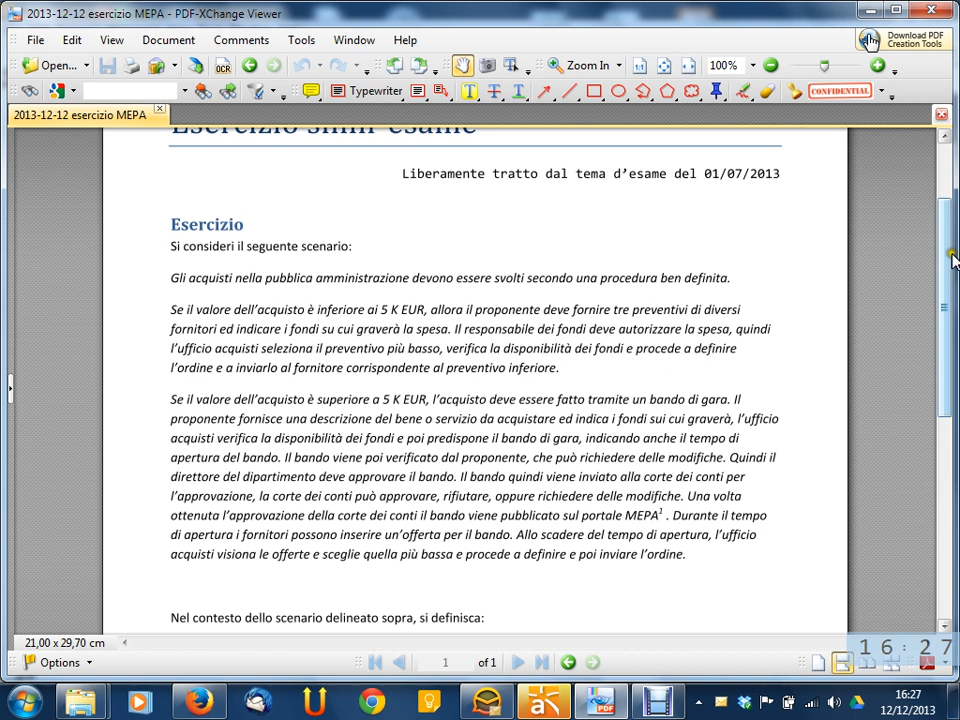 2013-12-12 esercizio MEPA - PDF-XChange Viewer
File Edit View Document Comments Tools Window Help
Download PDF
Creation Tools
Open... OCR Zoom In 100%
Typewriter CONFIDENTIAL
2013-12-12 esercizio MEPA
Liberamente tratto dal tema d’esame del 01/07/2013
Esercizio
Si consideri il seguente scenario:
Gli acquisti nella pubblica amministrazione devono essere svolti secondo una procedura ben definita.
Se il valore dell’acquisto è inferiore ai 5 K EUR, allora il proponente deve fornire tre preventivi di diversi
fornitori ed indicare i fondi su cui graverà la spesa. Il responsabile dei fondi deve autorizzare la spesa, quindi
l’ufficio acquisti seleziona il preventivo più basso, verifica la disponibilità dei fondi e procede a definire
l’ordine e a inviarlo al fornitore corrispondente al preventivo inferiore.
Se il valore dell’acquisto è superiore a 5 K EUR, l’acquisto deve essere fatto tramite un bando di gara. Il
proponente fornisce una descrizione del bene o servizio da acquistare ed indica i fondi sui cui graverà, l’ufficio
acquisti verifica la disponibilità dei fondi e poi predispone il bando di gara, indicando anche il tempo di
apertura del bando. Il bando viene poi verificato dal proponente, che può richiedere delle modifiche. Quindi il
direttore del dipartimento deve approvare il bando. Il bando quindi viene inviato alla corte dei conti per
l’approvazione, la corte dei conti può approvare, rifiutare, oppure richiedere delle modifiche. Una volta
ottenuta l’approvazione della corte dei conti il bando viene pubblicato sul portale MEPA¹ . Durante il tempo
di apertura i fornitori possono inserire un’offerta per il bando. Allo scadere del tempo di apertura, l’ufficio
acquisti visiona le offerte e sceglie quella più bassa e procede a definire e poi inviare l’ordine.
Nel contesto dello scenario delineato sopra, si definisca:
21,00 x 29,70 cm
16:27
Options 1 of 1
PDF
16:27
12/12/2013